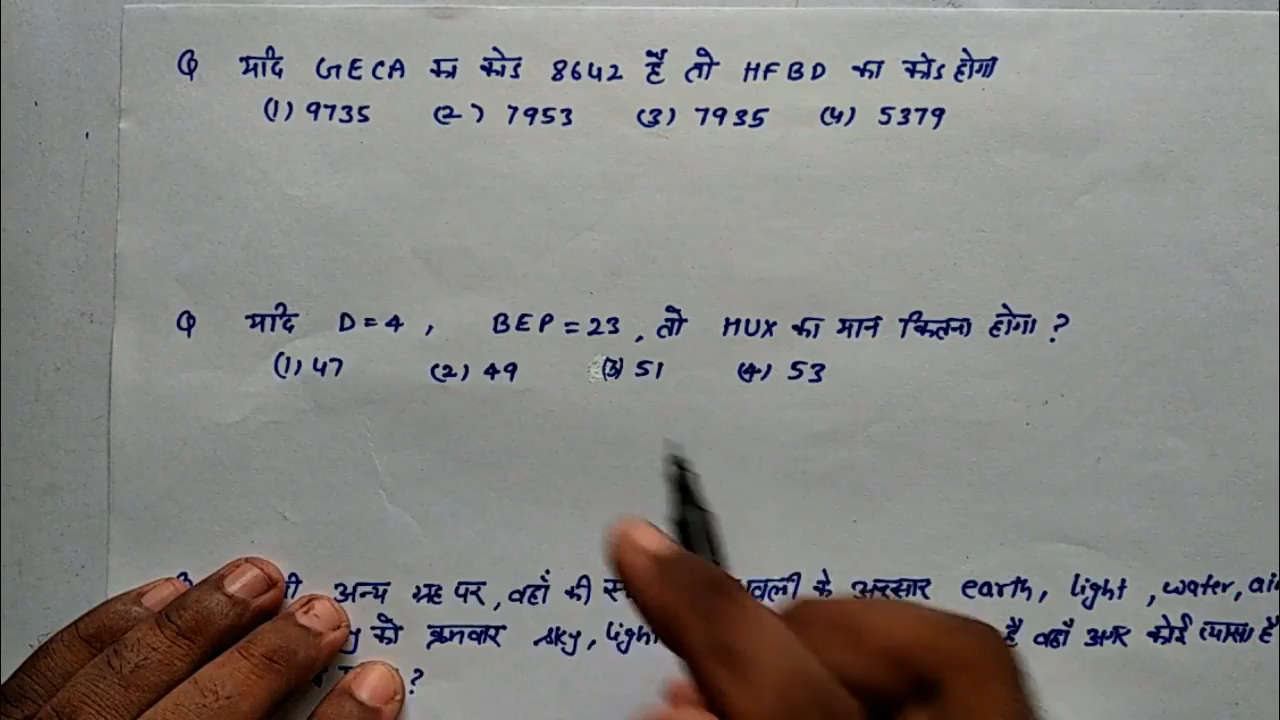 Q यदि GECA का कोड 8642 है तो HFBD का कोड होगा
(1) 9735 (2) 7953 (3) 7935 (4) 5379
Q यदि D=4, BEP=23, तो HUX का मान कितना होगा ?
(1) 47 (2) 49 (3) 51 (4) 53
अन्य ग्रह पर, वहाँ की के अनुसार earth, light, water,
को क्रमवार sky, है वहाँ अगर कोई प्यासा है
?